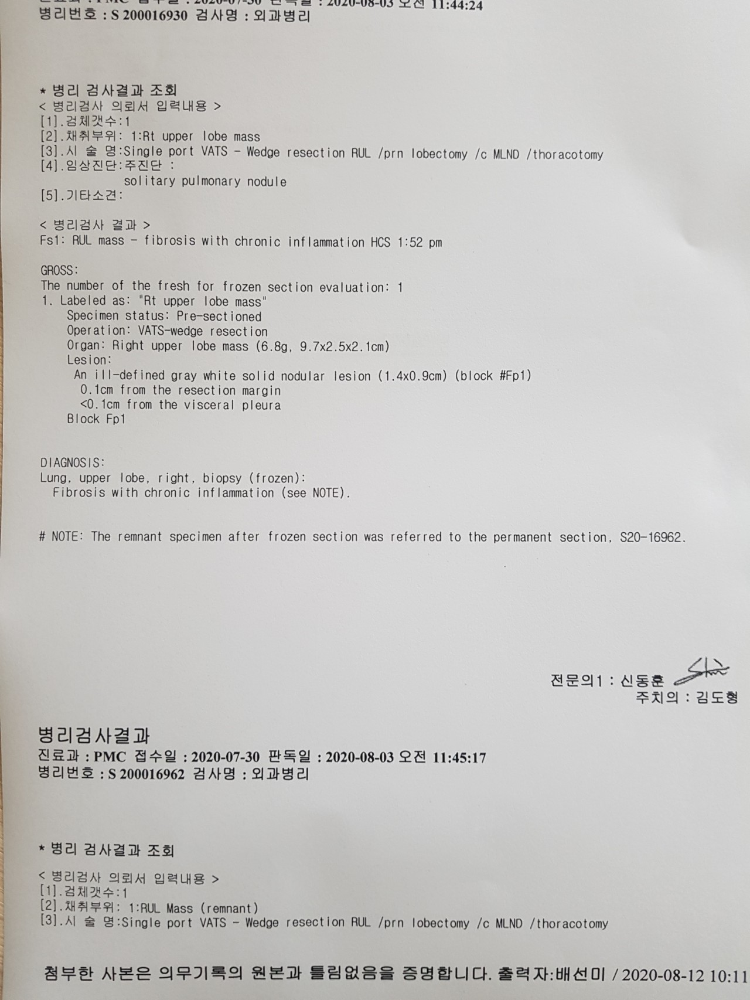 진료과 : PMC 접수일 : 2020-07-30 판독일 : 2020-08-03 오전 11:44:24
병리번호 : S 200016930 검사명 : 외과병리
* 병리 검사결과 조회
< 병리검사 의뢰서 입력내용 >
[1].검체갯수:1
[2].채취부위: 1:Rt upper lobe mass
[3].시 술 명:Single port VATS - Wedge resection RUL /prn lobectomy /c MLND /thoracotomy
[4].임상진단:주진단 :
solitary pulmonary nodule
[5].기타소견:
< 병리검사 결과 >
Fs1: RUL mass - fibrosis with chronic inflammation HCS 1:52 pm
GROSS:
The number of the fresh for frozen section evaluation: 1
1. Labeled as: "Rt upper lobe mass"
Specimen status: Pre-sectioned
Operation: VATS-wedge resection
Organ: Right upper lobe mass (6.8g, 9.7x2.5x2.1cm)
Lesion:
An ill-defined gray white solid nodular lesion (1.4x0.9cm) (block #Fp1)
0.1cm from the resection margin
<0.1cm from the visceral pleura
Block Fp1
DIAGNOSIS:
Lung, upper lobe, right, biopsy (frozen):
Fibrosis with chronic inflammation (see NOTE).
# NOTE: The remnant specimen after frozen section was referred to the permanent section, S20-16962.
전문의1 : 신동훈
주치의 : 김도형
병리검사결과
진료과 : PMC 접수일 : 2020-07-30 판독일 : 2020-08-03 오전 11:45:17
병리번호 : S 200016962 검사명 : 외과병리
* 병리 검사결과 조회
< 병리검사 의뢰서 입력내용 >
[1].검체갯수:1
[2].채취부위: 1:RUL Mass (remnant)
[3].시 술 명:Single port VATS - Wedge resection RUL /prn lobectomy /c MLND /thoracotomy
첨부한 사본은 의무기록의 원본과 틀림없음을 증명합니다. 출력자:배선미 / 2020-08-12 10:11